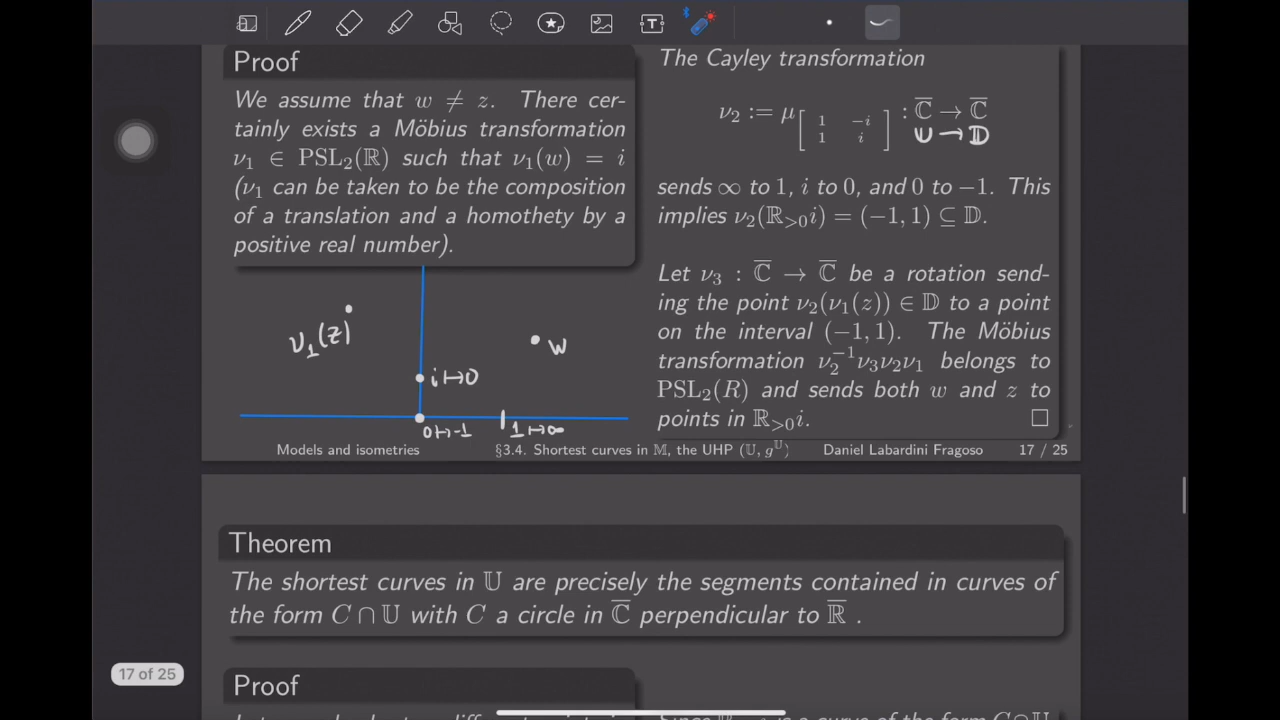 Proof
We assume that w ≠ z. There cer-
tainly exists a Möbius transformation
ν₁ ∈ PSL₂(ℝ) such that ν₁(w) = i
(ν₁ can be taken to be the composition
of a translation and a homothety by a
positive real number).
ν₁(z)
w
i ↦ 0
0 ↦ -1
1 ↦ ∞
The Cayley transformation
ν₂ := μ[1 −i; 1 i] : ℂ̅ → ℂ̅
𝕌 → 𝔻
sends ∞ to 1, i to 0, and 0 to −1. This
implies ν₂(ℝ>0i) = (−1, 1) ⊆ 𝔻.
Let ν₃ : ℂ̅ → ℂ̅ be a rotation send-
ing the point ν₂(ν₁(z)) ∈ 𝔻 to a point
on the interval (−1, 1). The Möbius
transformation ν₂⁻¹ν₃ν₂ν₁ belongs to
PSL₂(R) and sends both w and z to
points in ℝ>0i. □
Models and isometries §3.4. Shortest curves in 𝕄, the UHP (𝕌, g^𝕌) Daniel Labardini Fragoso 17 / 25
Theorem
The shortest curves in 𝕌 are precisely the segments contained in curves of
the form C ∩ 𝕌 with C a circle in ℂ̅ perpendicular to ℝ̅ .
17 of 25
Proof